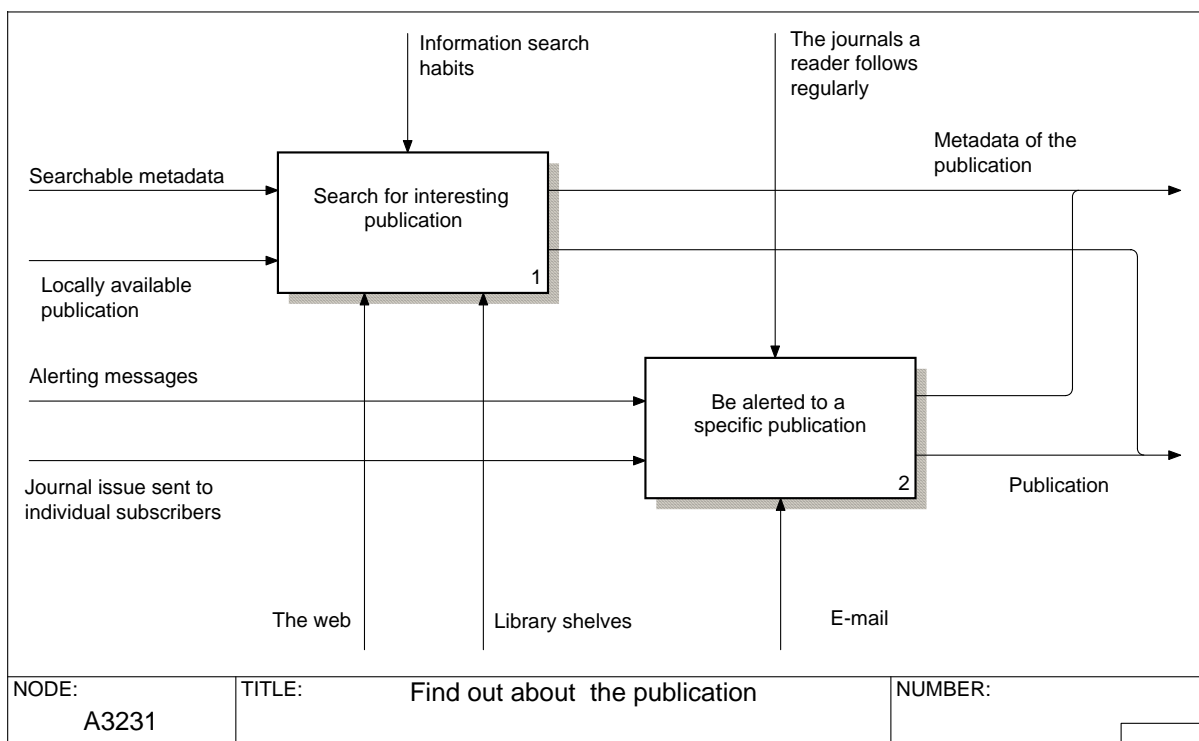 Information search
habits
The journals a
reader follows
regularly
Metadata of the
publication
Searchable metadata
Search for interesting
publication
1
Locally available
publication
Alerting messages
Be alerted to a
specific publication
2
Journal issue sent to
individual subscribers
Publication
The web
Library shelves
E-mail
NODE:
A3231
TITLE:
Find out about the publication
NUMBER: